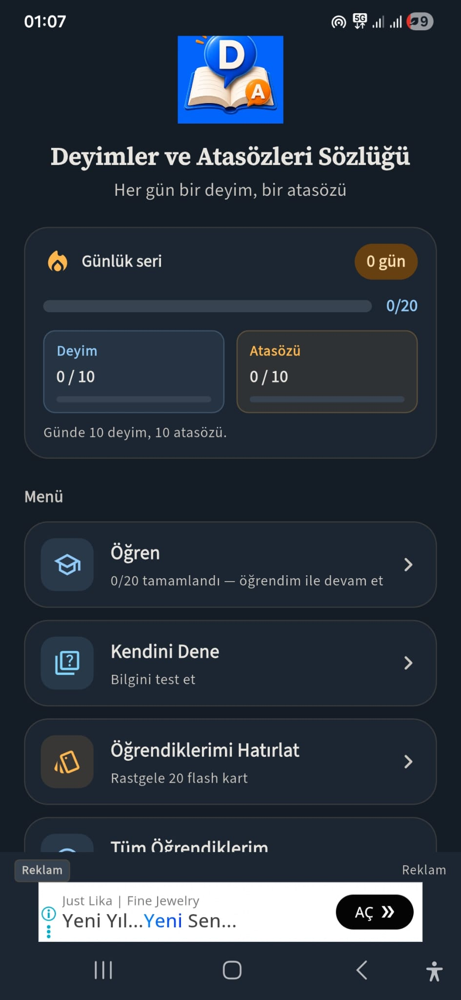 01:07
5G
9
D
A
Deyimler ve Atasözleri Sözlüğü
Her gün bir deyim, bir atasözü
Günlük seri
0 gün
0/20
Deyim
Atasözü
0 / 10
0 / 10
Günde 10 deyim, 10 atasözü.
Menü
Öğren
0/20 tamamlandı — öğrendim ile devam et
Kendini Dene
Bilgini test et
Öğrendiklerimi Hatırlat
Rastgele 20 flash kart
Tüm Öğrendiklerim
Reklam
Reklam
Just Lika | Fine Jewelry
Yeni Yıl...Yeni Sen...
AÇ